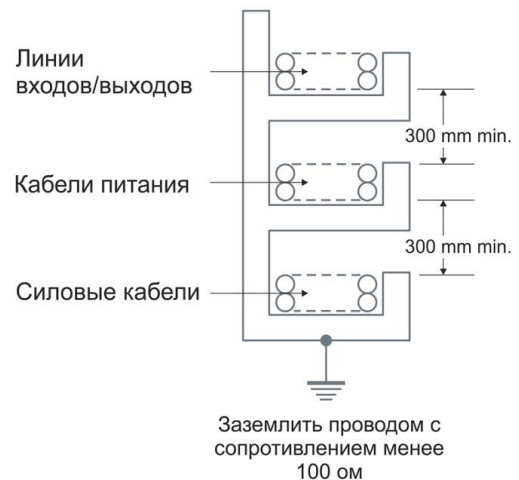 Линии
входов/выходов
300 mm min.
Кабели питания
300 mm min.
Силовые кабели
Заземлить проводом с
сопротивлением менее
100 ом